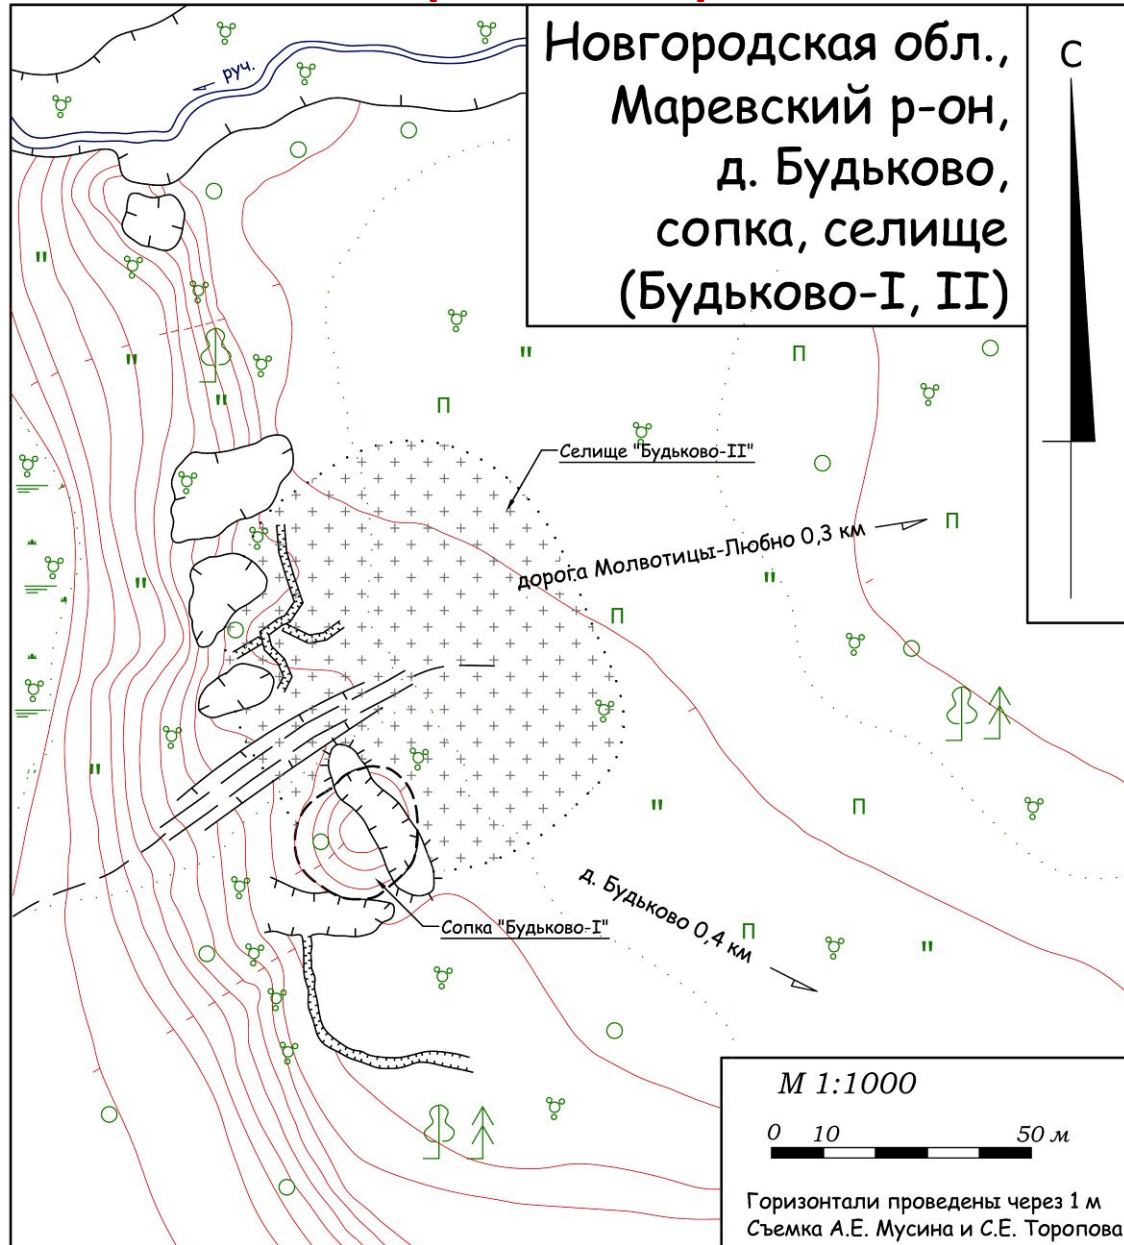 Новгородская обл.,
Маревский р-он,
д. Будьково,
сопка, селище
(Будьково-I, II)
С
руч.
Селище "Будьково-II"
дорога Молвотицы-Любно 0,3 км
д. Будьково 0,4 км
Сопка "Будьково-I"
М 1:1000
0 10 50 м
Горизонтали проведены через 1 м
Съемка А.Е. Мусина и С.Е. Торопова